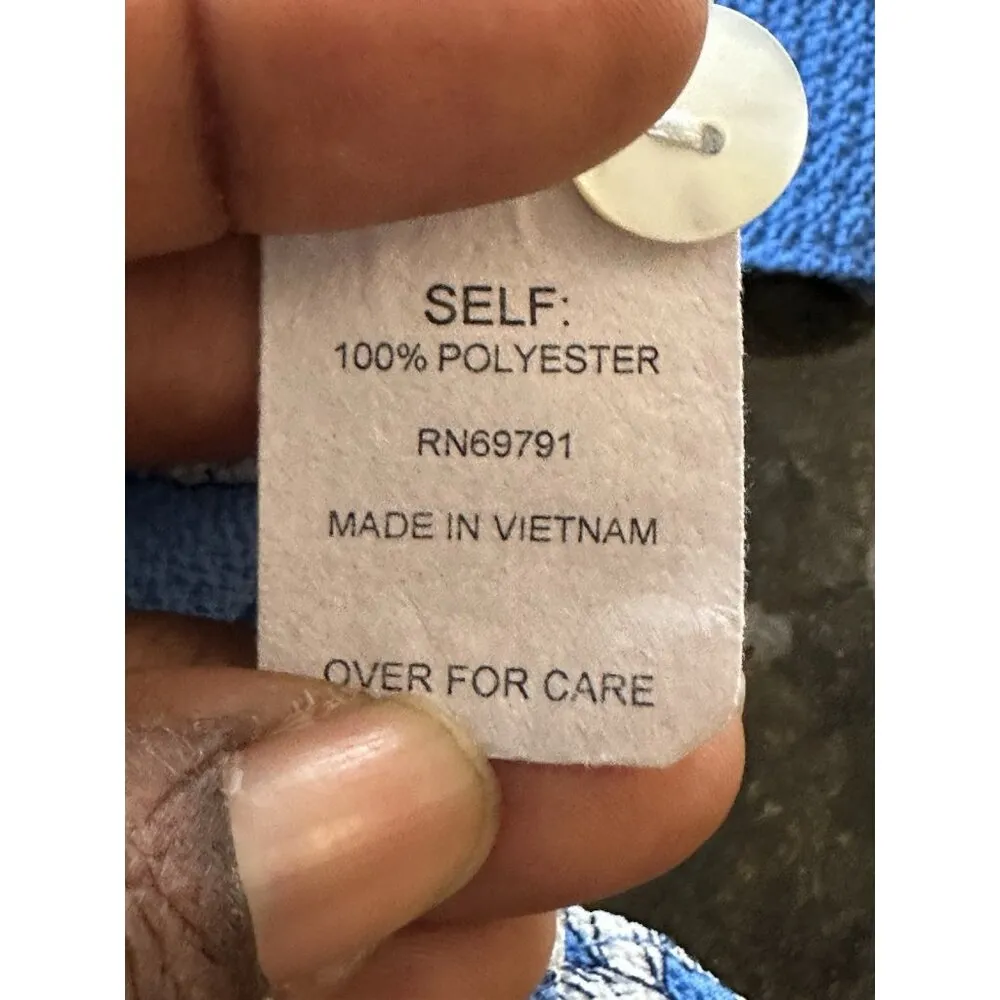 SELF:
100% POLYESTER
RN69791
MADE IN VIETNAM
OVER FOR CARE